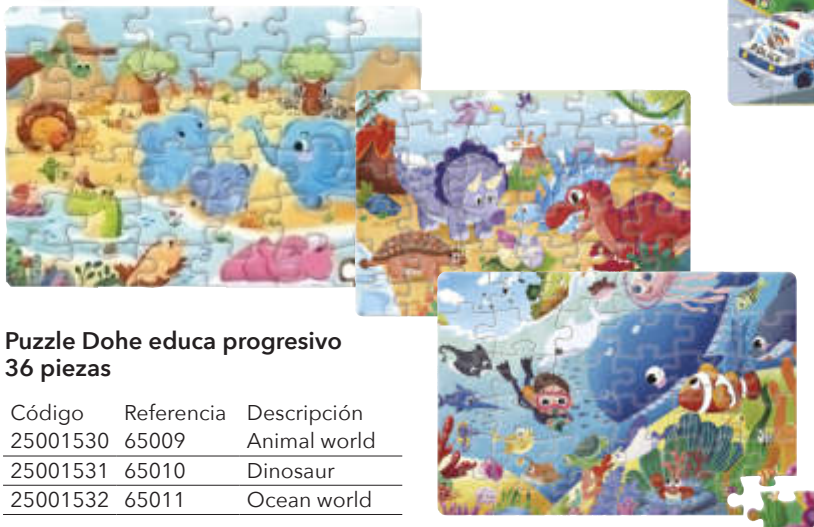 POLICE
Puzzle Dohe educa progresivo
36 piezas
Código Referencia Descripción
25001530 65009 Animal world
25001531 65010 Dinosaur
25001532 65011 Ocean world